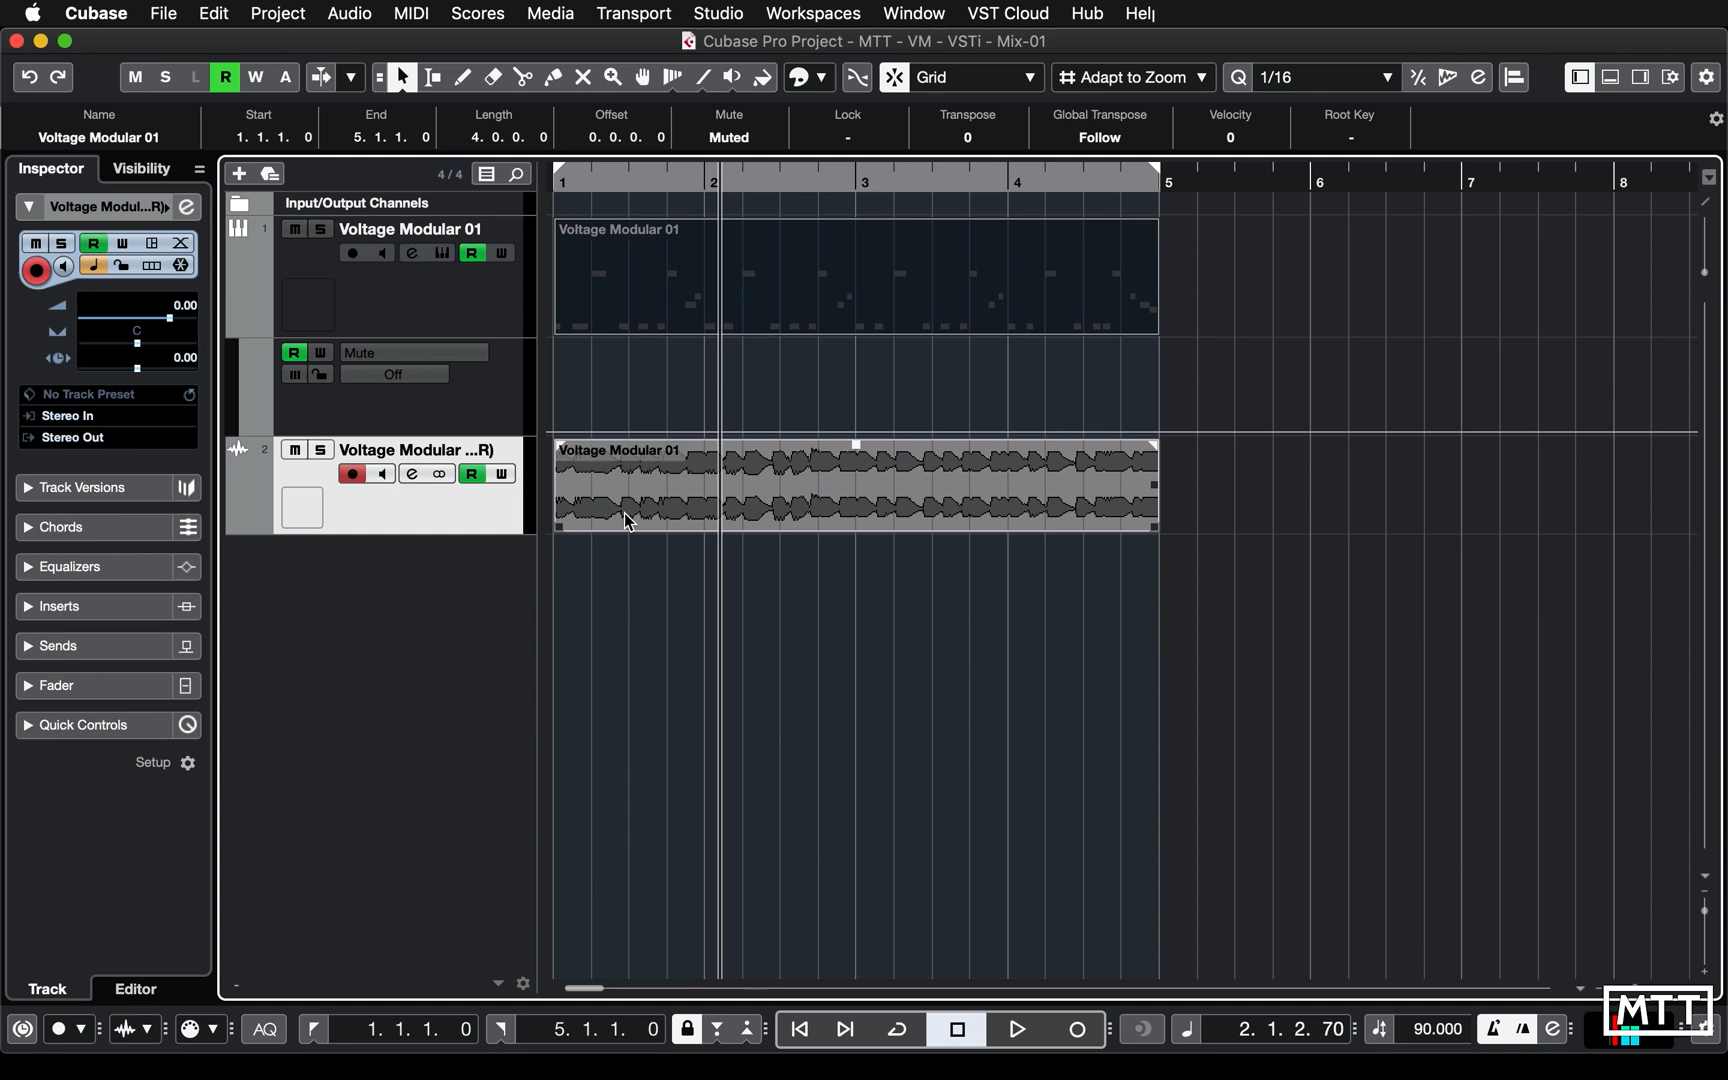 Cubase File Edit Project Audio MIDI Scores Media Transport Studio Workspaces Window VST Cloud Hub Help
Cubase Pro Project - MTT - VM - VSTi - Mix-01
M S L R W A Grid Adapt to Zoom Q 1/16
Name Start End Length Offset Mute Lock Transpose Global Transpose Velocity Root Key
Voltage Modular 01 1. 1. 1. 0 5. 1. 1. 0 4. 0. 0. 0 0. 0. 0. 0 Muted - 0 Follow 0 -
Inspector Visibility 4 / 4
1 2 3 4 5 6 7 8
Voltage Modul...R) e
Input/Output Channels
1 M S Voltage Modular 01
e R W
Voltage Modular 01
M S R W
0.00
C
0.00
R W Mute
Off
No Track Preset
Stereo In
Stereo Out
2 M S Voltage Modular ...R)
e R W
Voltage Modular 01
Track Versions
Chords
Equalizers
Inserts
Sends
Fader
Quick Controls
Setup
Track Editor
AQ 1. 1. 1. 0 5. 1. 1. 0 2. 1. 2. 70 90.000 e
MTT